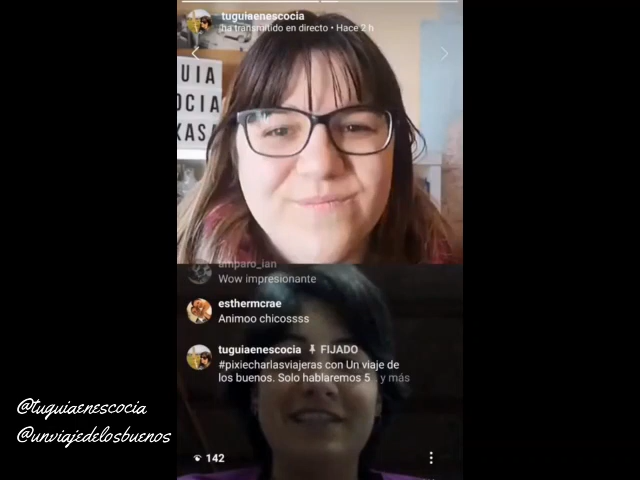 tuguiaenescocia
ha transmitido en directo • Hace 2 h
UIA
OCIA
KASA
amparo_ian
Wow impresionante
esthermcrae
Animoo chicossss
tuguiaenescocia FIJADO
#pixiecharlasviajeras con Un viaje de
los buenos. Solo hablaremos 5 .. y más
@tuguiaenescocia
@unviajedelosbuenos
142